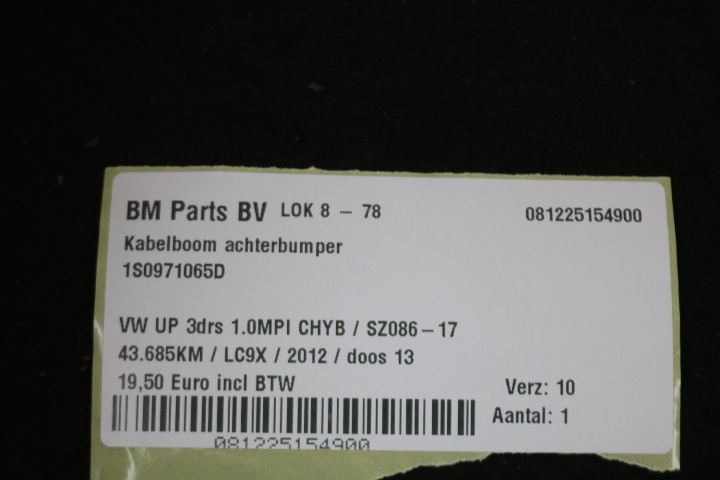 BM Parts BV LOK 8 – 78 081225154900
Kabelboom achterbumper
1S0971065D
VW UP 3drs 1.0MPI CHYB / SZ086-17
43.685KM / LC9X / 2012 / doos 13
19,50 Euro incl BTW Verz: 10
Aantal: 1
081225154900